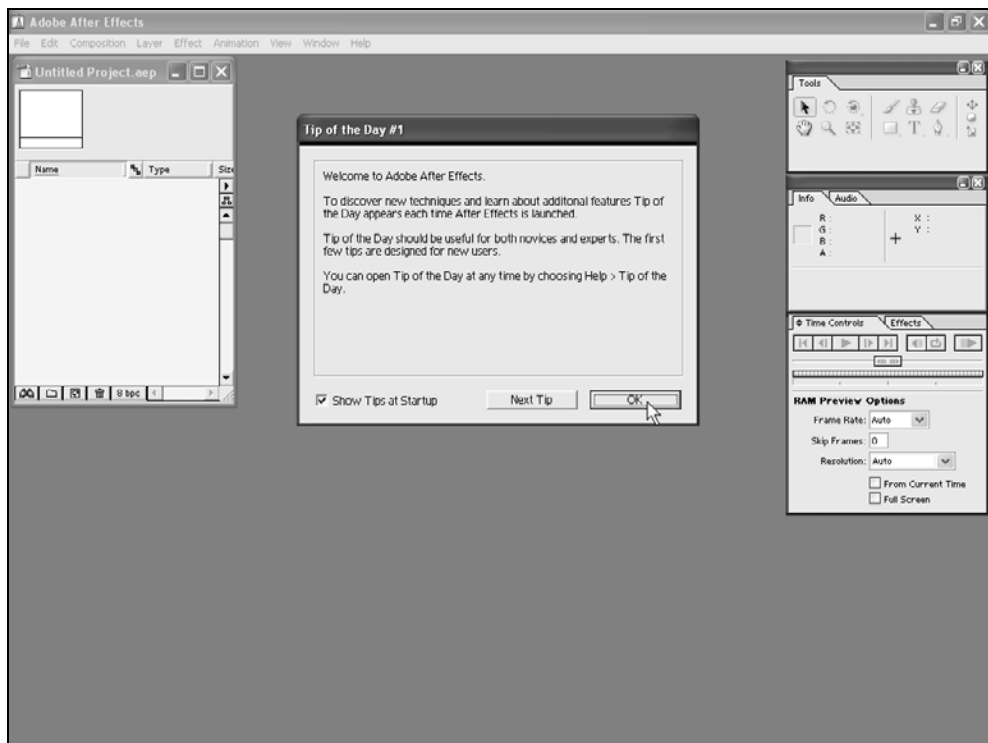 Adobe After Effects
File Edit Composition Layer Effect Animation View Window Help
Untitled Project.aep
Name Type Size
8 bpc
Tip of the Day #1
Welcome to Adobe After Effects.
To discover new techniques and learn about additonal features Tip of
the Day appears each time After Effects is launched.
Tip of the Day should be useful for both novices and experts. The first
few tips are designed for new users.
You can open Tip of the Day at any time by choosing Help > Tip of the
Day.
Show Tips at Startup Next Tip OK
Tools
T
Info Audio
R : X :
G : Y :
B :
A :
Time Controls Effects
RAM Preview Options
Frame Rate: Auto
Skip Frames: 0
Resolution: Auto
From Current Time
Full Screen